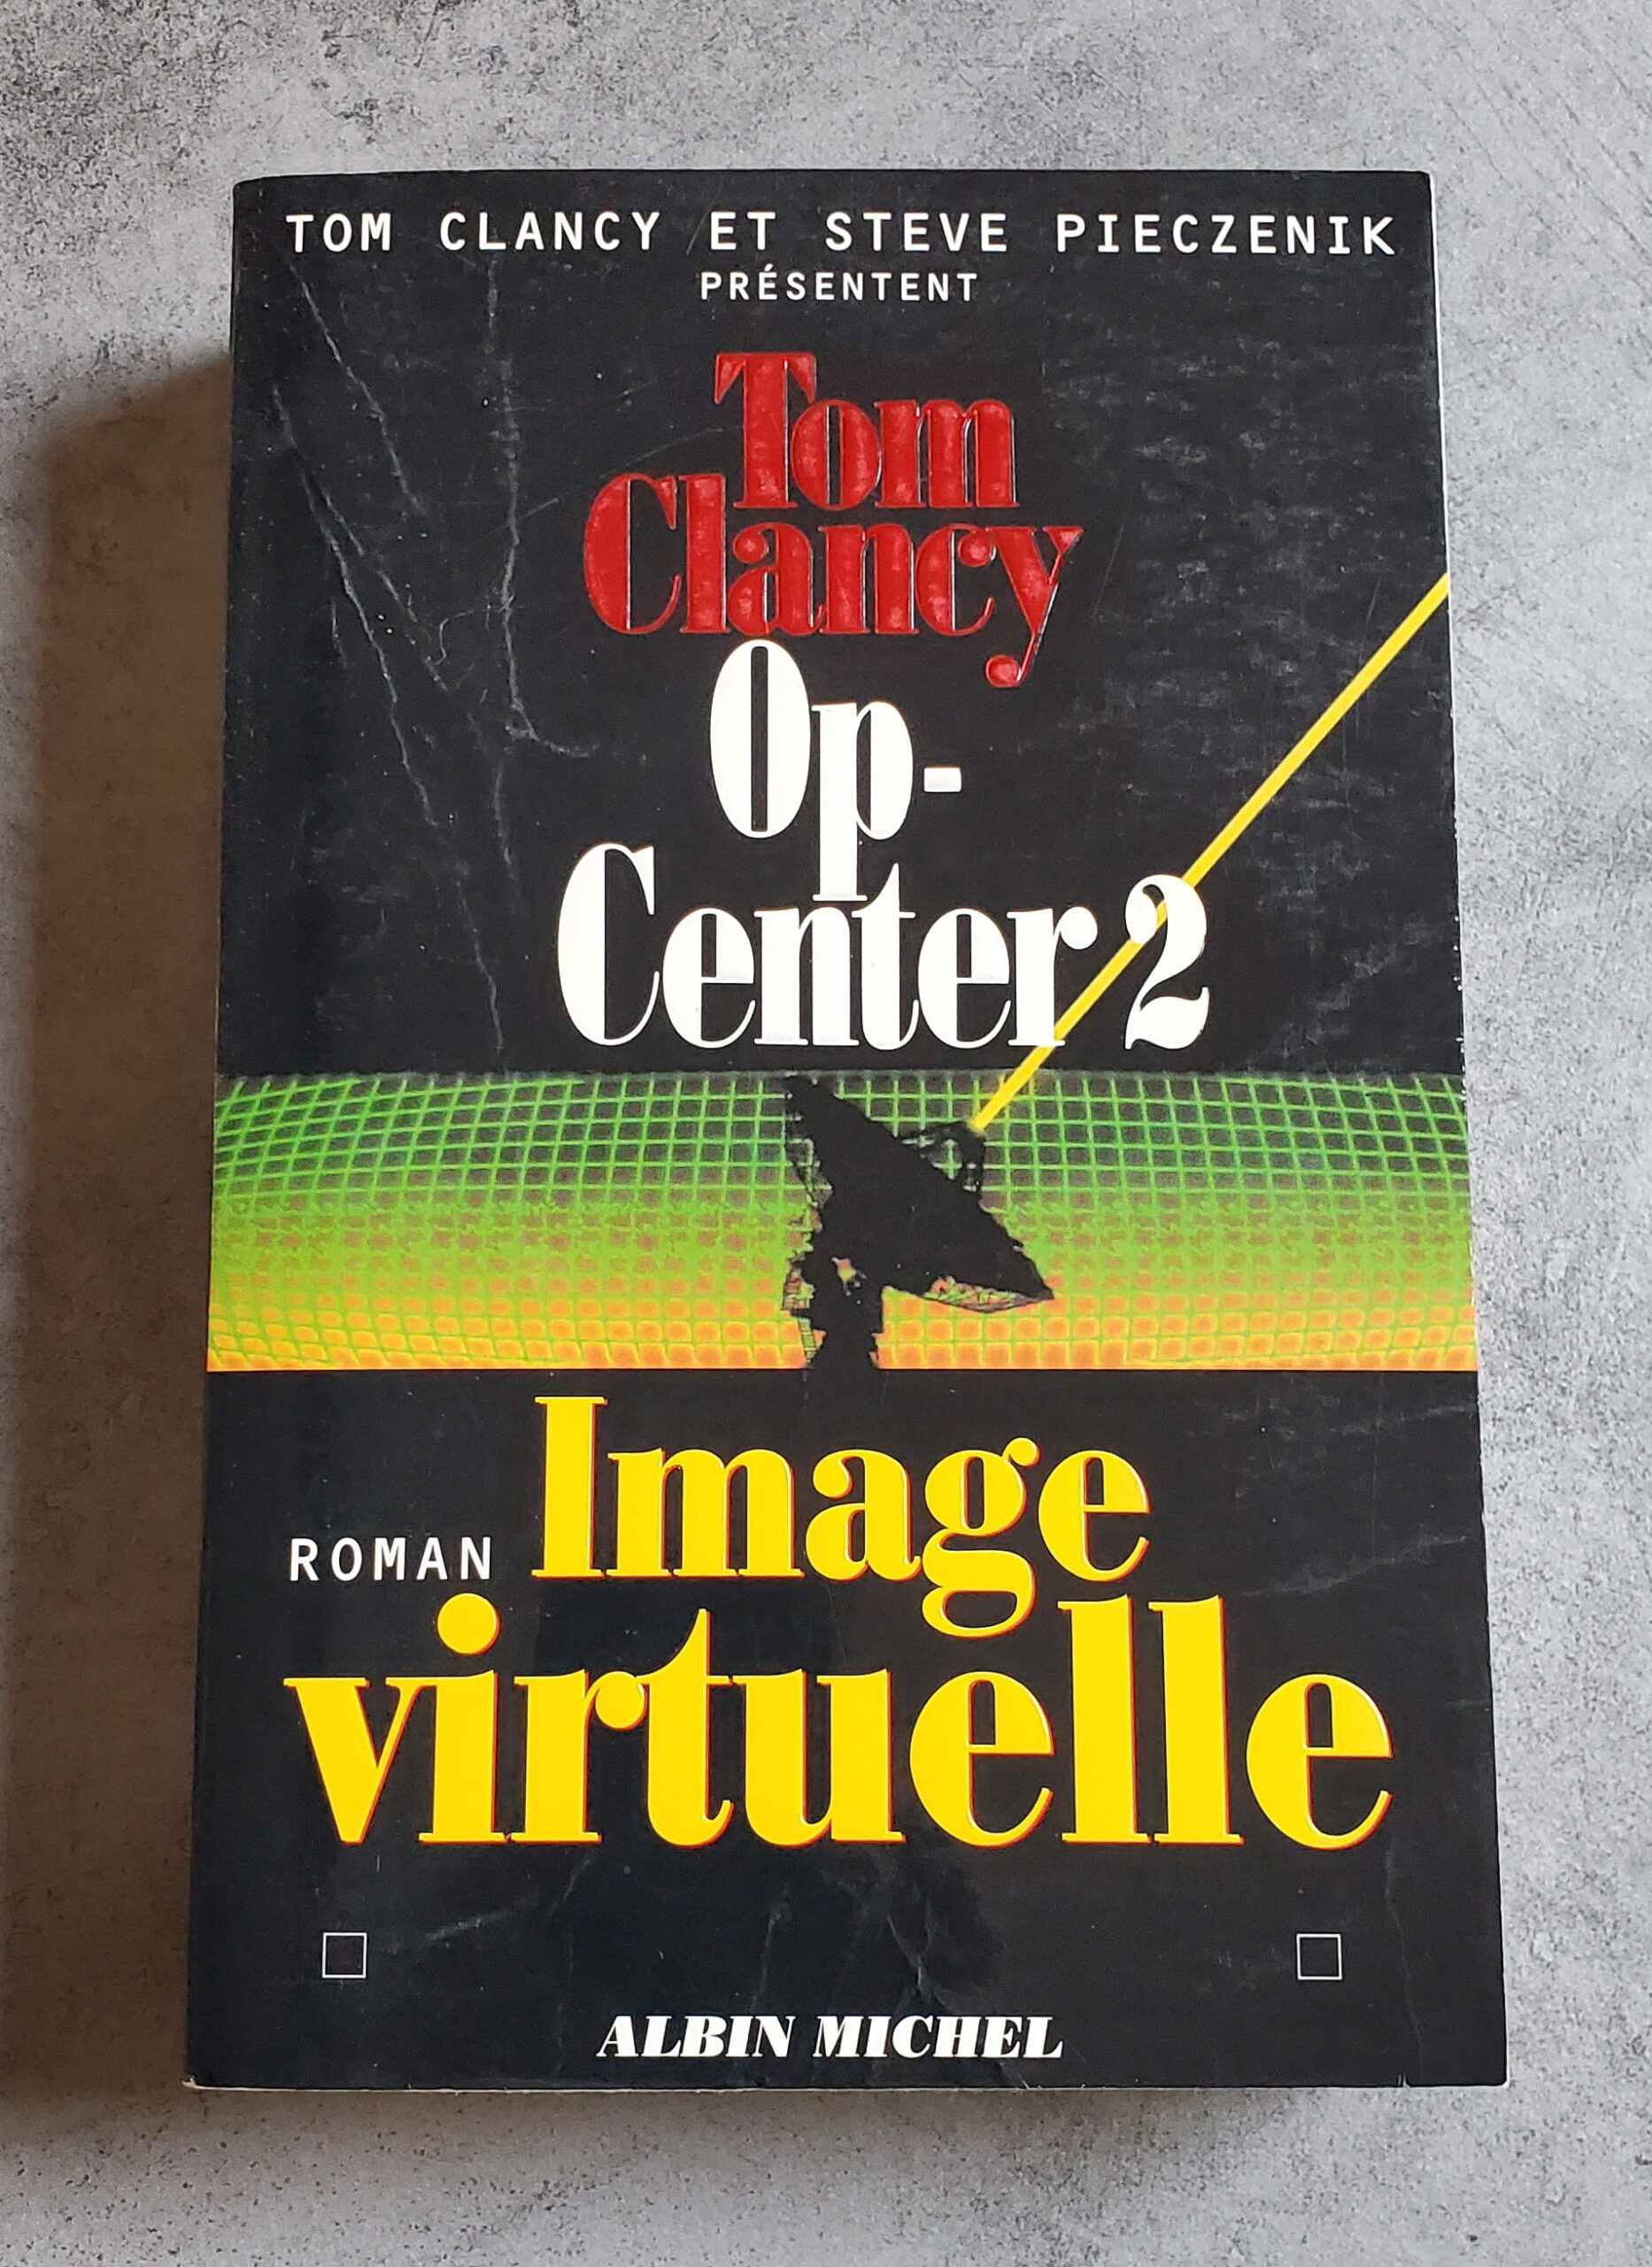 TOM CLANCY ET STEVE PIECZENIK
PRÉSENTENT
Tom
Clancy
Op-
Center 2
ROMAN Image
virtuelle
ALBIN MICHEL